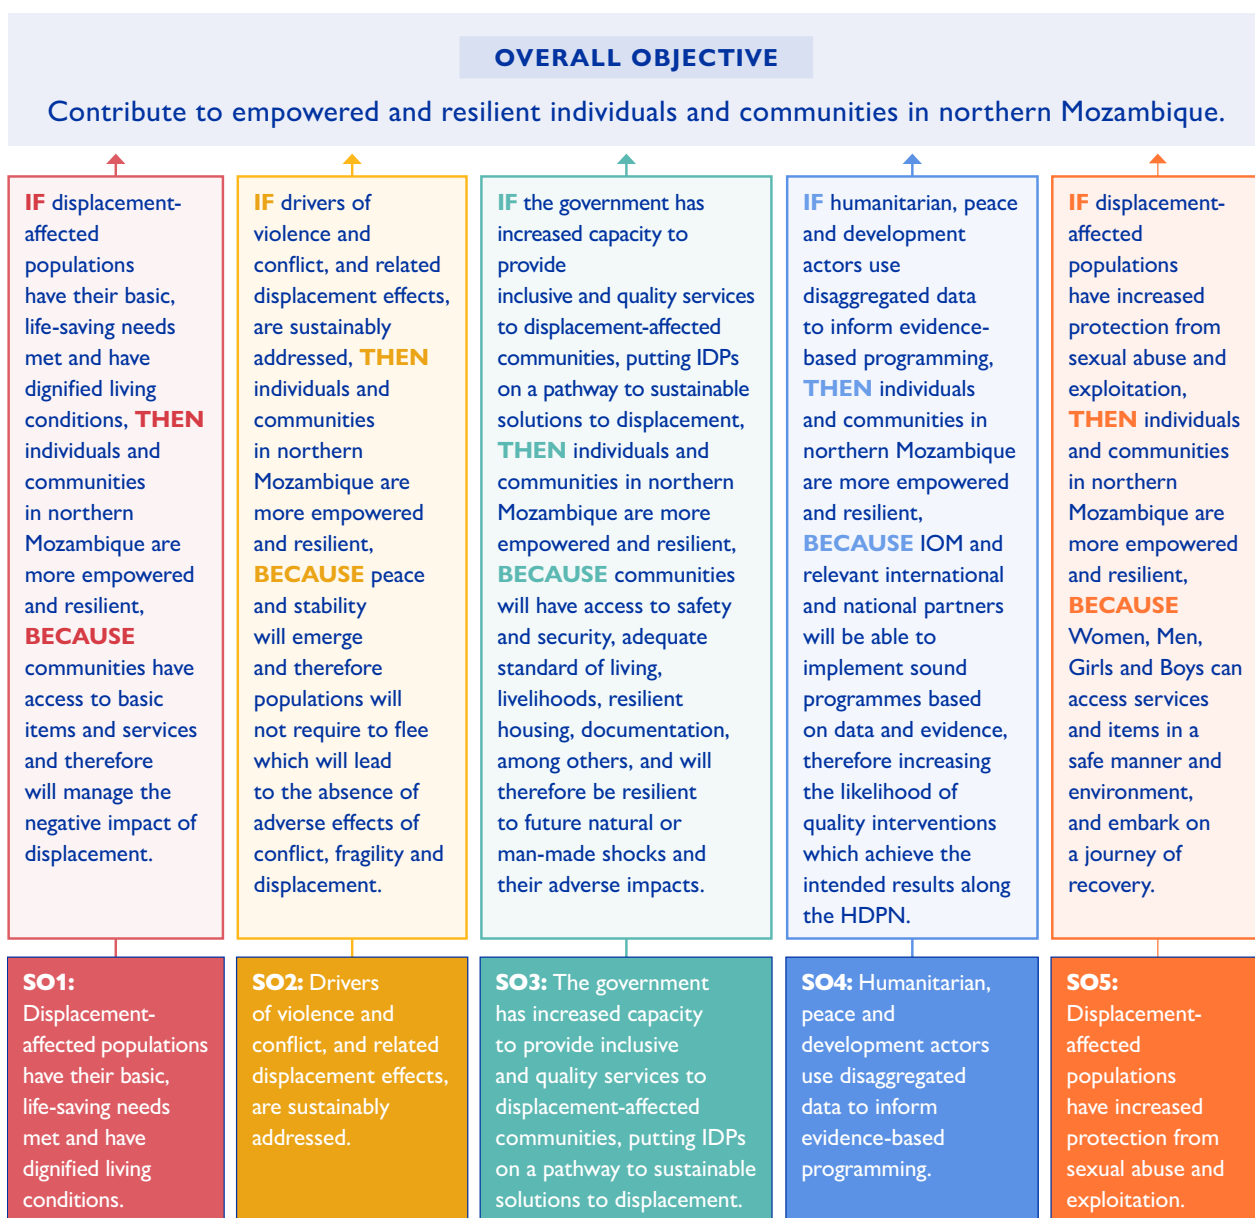 OVERALL OBJECTIVE
Contribute to empowered and resilient individuals and communities in northern Mozambique.
IF displacement-
affected
populations
have their basic,
life-saving needs
met and have
dignified living
conditions, THEN
individuals and
communities
in northern
Mozambique are
more empowered
and resilient,
BECAUSE
communities have
access to basic
items and services
and therefore
will manage the
negative impact of
displacement.
IF drivers of
violence and
conflict, and related
displacement effects,
are sustainably
addressed, THEN
individuals and
communities
in northern
Mozambique are
more empowered
and resilient,
BECAUSE peace
and stability
will emerge
and therefore
populations will
not require to flee
which will lead
to the absence of
adverse effects of
conflict, fragility and
displacement.
IF the government has
increased capacity to
provide
inclusive and quality services
to displacement-affected
communities, putting IDPs
on a pathway to sustainable
solutions to displacement,
THEN individuals and
communities in northern
Mozambique are more
empowered and resilient,
BECAUSE communities
will have access to safety
and security, adequate
standard of living,
livelihoods, resilient
housing, documentation,
among others, and will
therefore be resilient
to future natural or
man-made shocks and
their adverse impacts.
IF humanitarian, peace
and development
actors use
disaggregated data
to inform evidence-
based programming,
THEN individuals
and communities in
northern Mozambique
are more empowered
and resilient,
BECAUSE IOM and
relevant international
and national partners
will be able to
implement sound
programmes based
on data and evidence,
therefore increasing
the likelihood of
quality interventions
which achieve the
intended results along
the HDPN.
IF displacement-
affected
populations
have increased
protection from
sexual abuse and
exploitation,
THEN individuals
and communities
in northern
Mozambique are
more empowered
and resilient,
BECAUSE
Women, Men,
Girls and Boys can
access services
and items in a
safe manner and
environment,
and embark on
a journey of
recovery.
SO1:
Displacement-
affected populations
have their basic,
life-saving needs
met and have
dignified living
conditions.
SO2: Drivers
of violence and
conflict, and related
displacement effects,
are sustainably
addressed.
SO3: The government
has increased capacity
to provide inclusive
and quality services to
displacement-affected
communities, putting IDPs
on a pathway to sustainable
solutions to displacement.
SO4: Humanitarian,
peace and
development actors
use disaggregated
data to inform
evidence-based
programming.
SO5:
Displacement-
affected
populations
have increased
protection from
sexual abuse and
exploitation.